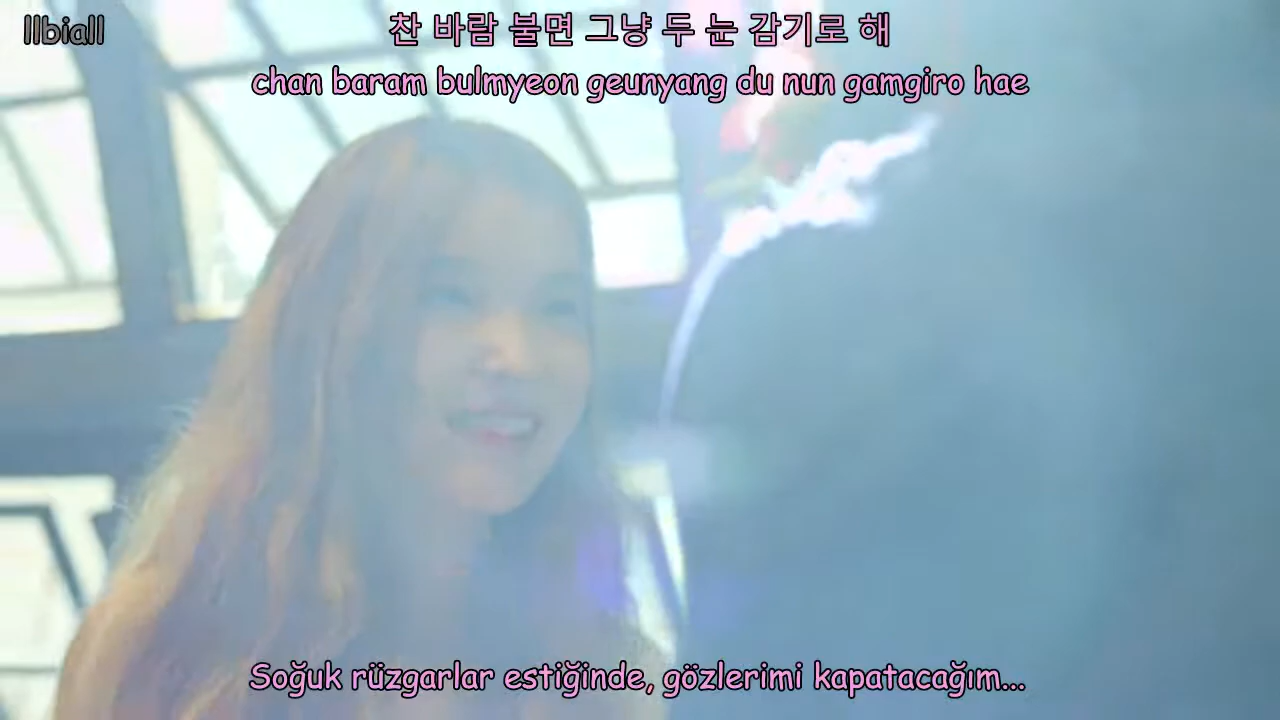 llbiall
찬 바람 불면 그냥 두 눈 감기로 해
chan baram bulmyeon geunyang du nun gamgiro hae
Soğuk rüzgarlar estiğinde, gözlerimi kapatacağım...